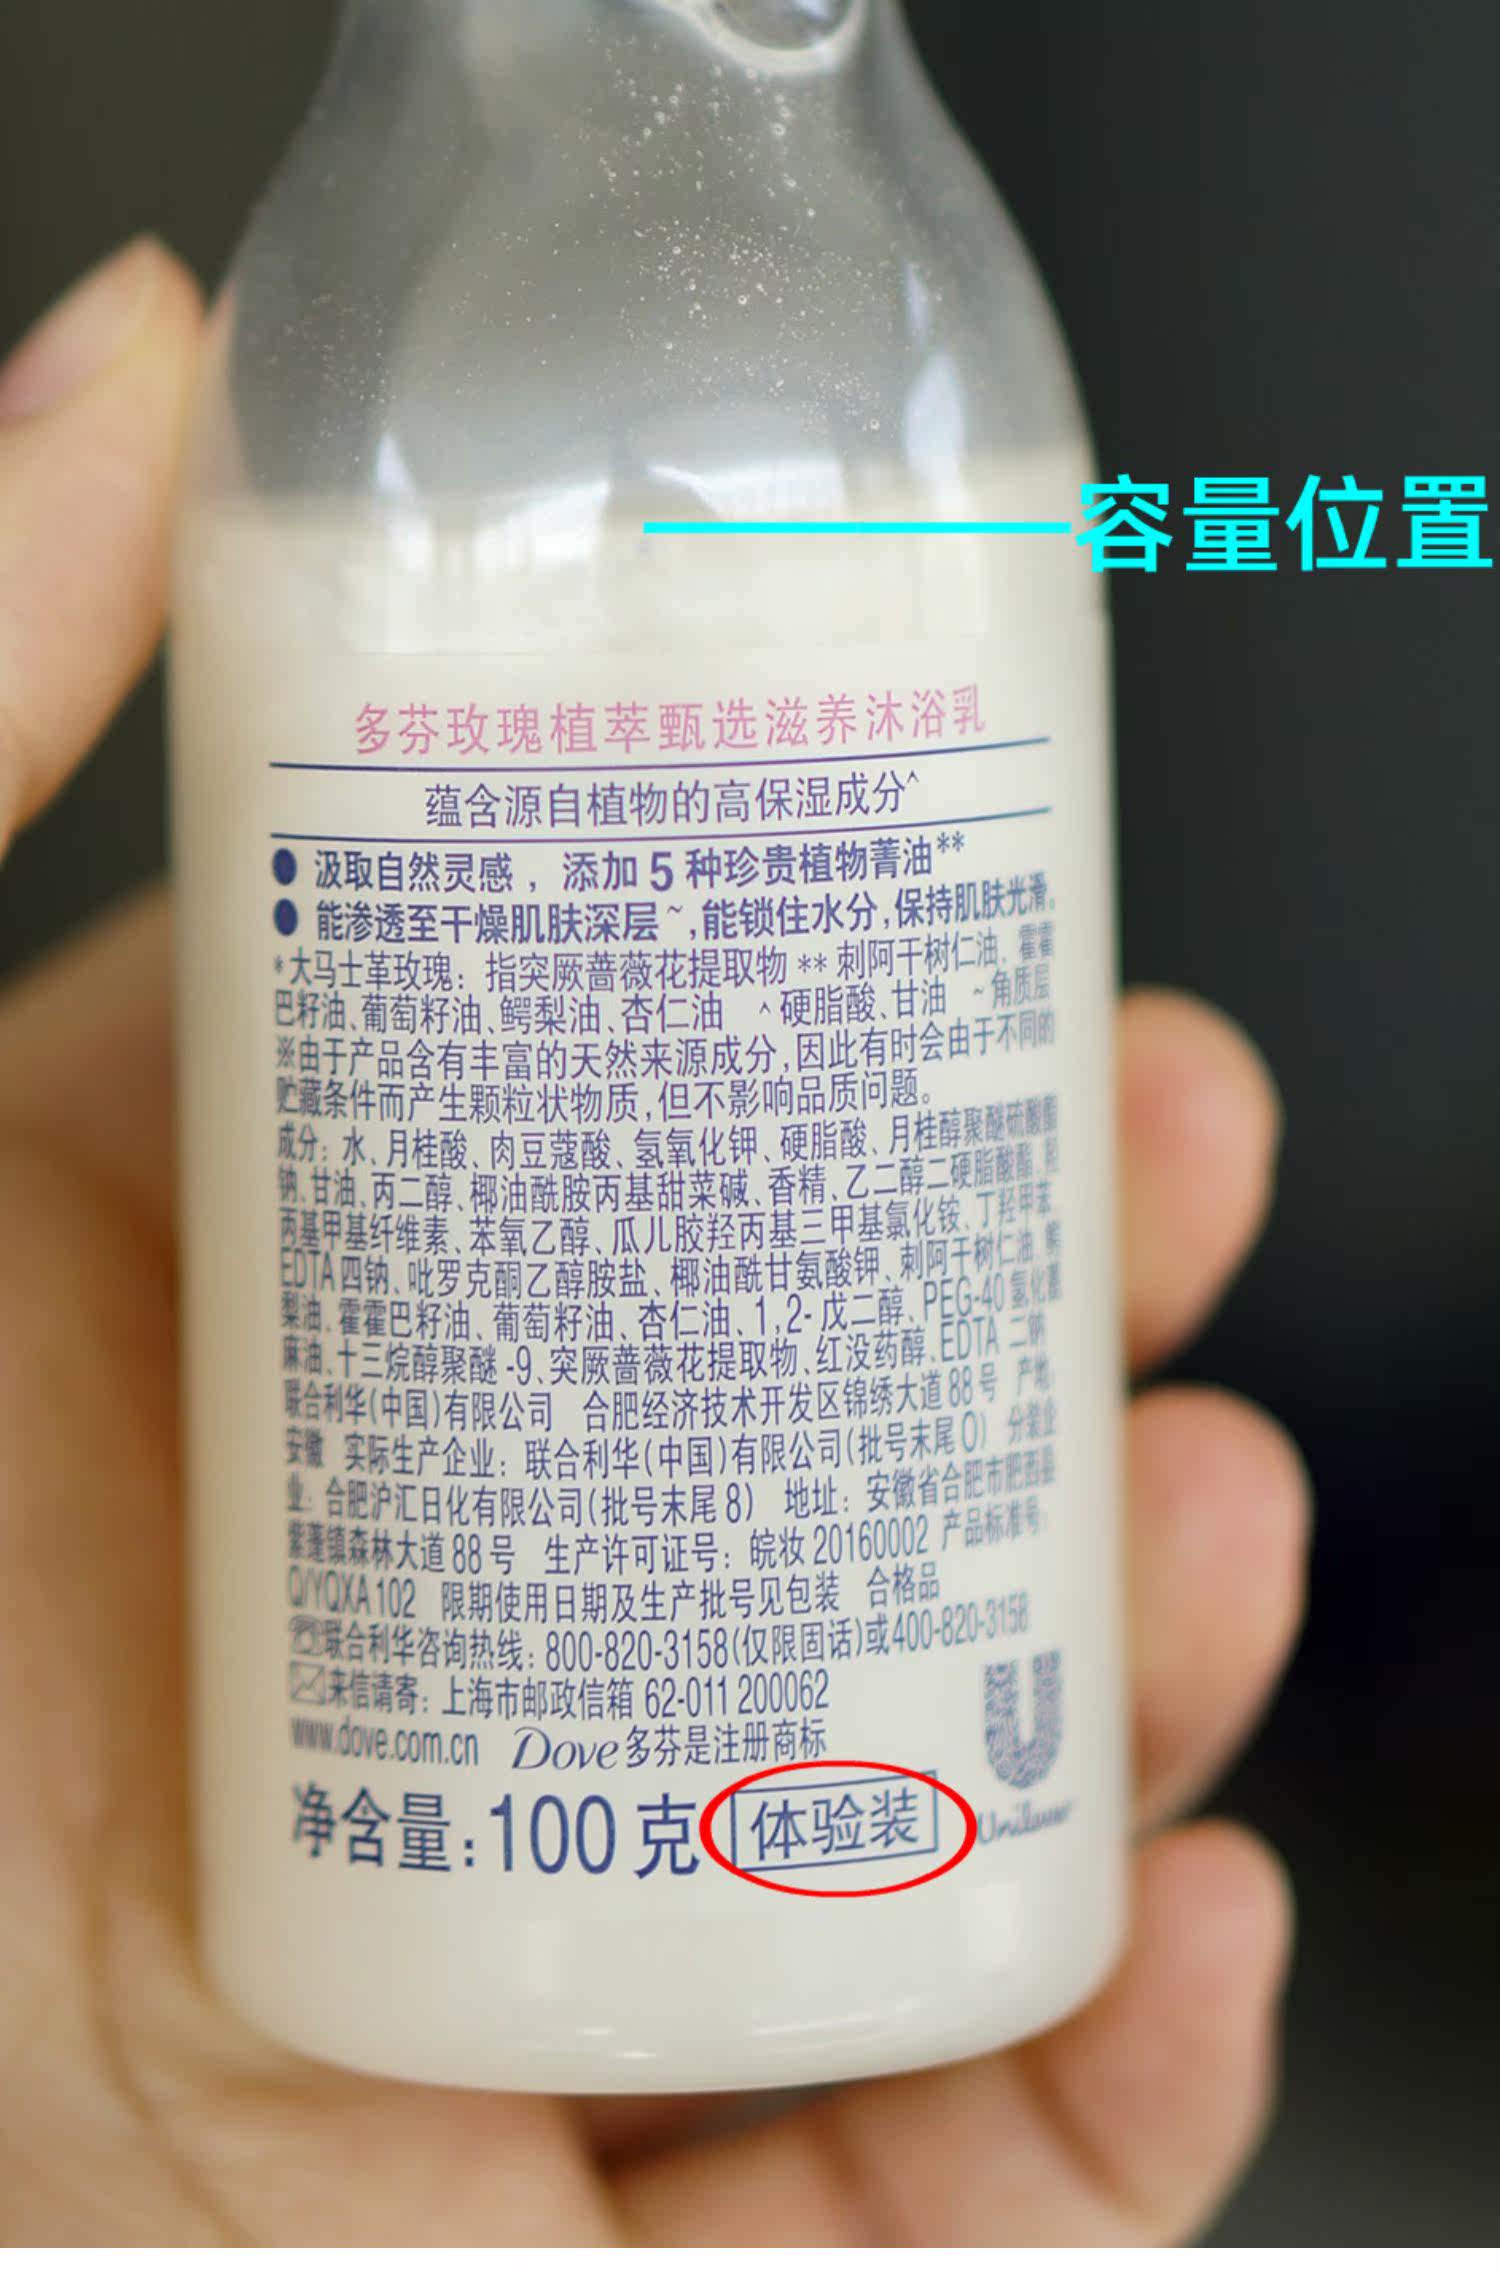 容量位置
多芬玫瑰植萃甄选滋养沐浴乳
蕴含源自植物的高保湿成分^
● 汲取自然灵感，添加5种珍贵植物菁油**
● 能渗透至干燥肌肤深层~,能锁住水分,保持肌肤光滑。
*大马士革玫瑰：指突厥蔷薇花提取物 **刺阿干树仁油、霍霍
巴籽油、葡萄籽油、鳄梨油、杏仁油 ^硬脂酸、甘油 ~角质层
※由于产品含有丰富的天然来源成分,因此有时会由于不同的
贮藏条件而产生颗粒状物质,但不影响品质问题。
成分：水、月桂酸、肉豆蔻酸、氢氧化钾、硬脂酸、月桂醇聚醚硫酸酯
钠、甘油、丙二醇、椰油酰胺丙基甜菜碱、香精、乙二醇二硬脂酸酯、羟
丙基甲基纤维素、苯氧乙醇、瓜儿胶羟丙基三甲基氯化铵、丁羟甲苯、
EDTA四钠、吡罗克酮乙醇胺盐、椰油酰甘氨酸钾、刺阿干树仁油、鳄
梨油、霍霍巴籽油、葡萄籽油、杏仁油、1,2-戊二醇、PEG-40氢化蓖
麻油、十三烷醇聚醚-9、突厥蔷薇花提取物、红没药醇、EDTA 二钠
联合利华(中国)有限公司 合肥经济技术开发区锦绣大道88号 产地：
安徽 实际生产企业：联合利华(中国)有限公司(批号末尾O) 分装企
业：合肥沪汇日化有限公司(批号末尾8) 地址：安徽省合肥市肥西县
紫蓬镇森林大道88号 生产许可证号：皖妆20160002 产品标准号：
Q/YQXA102 限期使用日期及生产批号见包装 合格品
联合利华咨询热线：800-820-3158(仅限固话)或400-820-3158
来信请寄：上海市邮政信箱 62-011 200062
www.dove.com.cn Dove多芬是注册商标
净含量：100克 体验装
Unilever